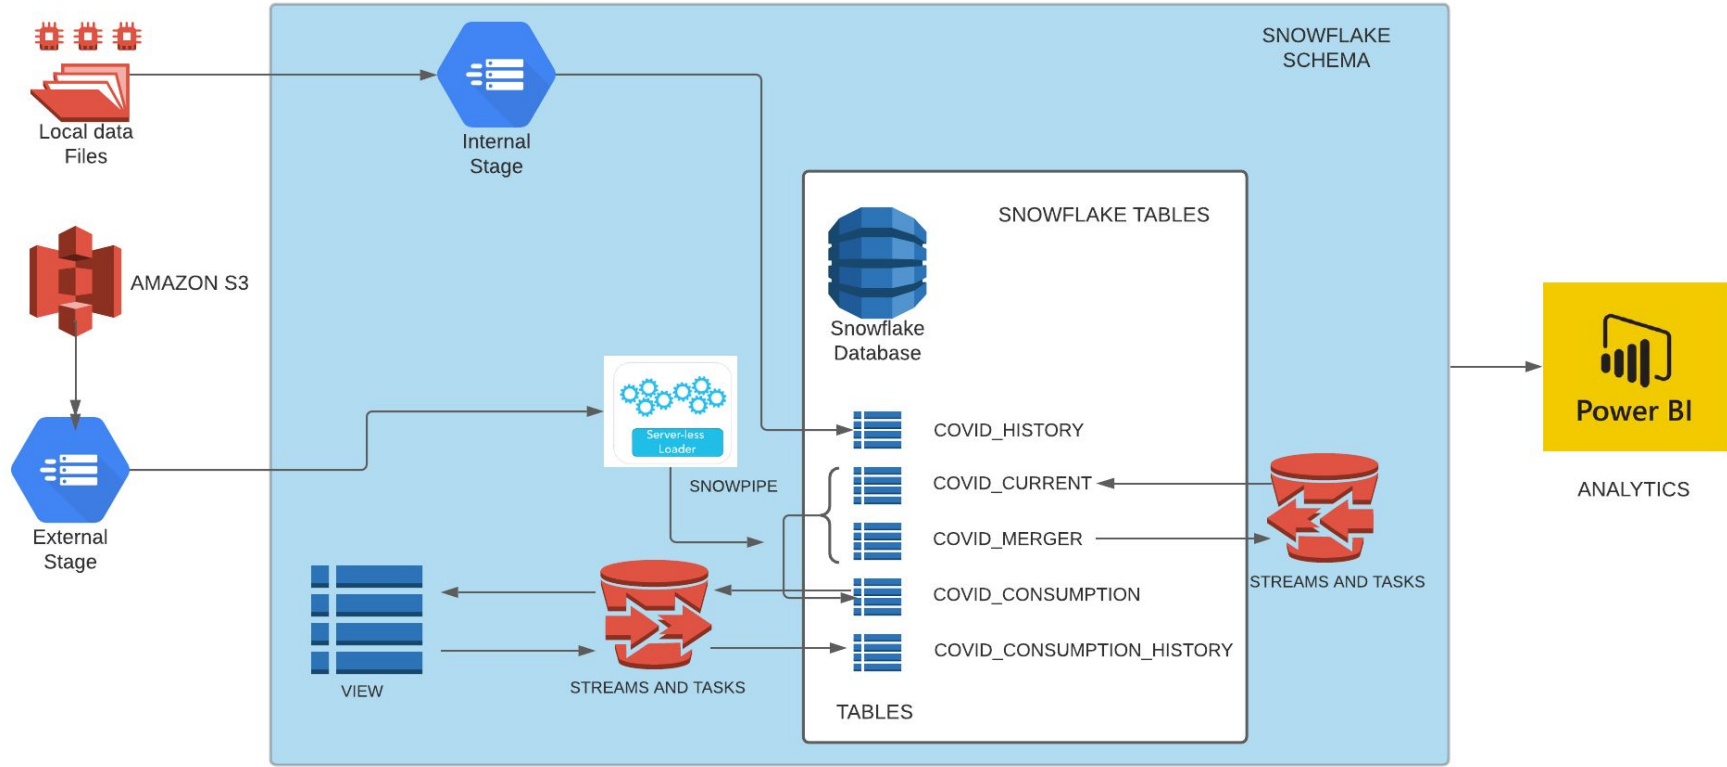 SNOWFLAKE
SCHEMA
Local data
Files
Internal
Stage
AMAZON S3
SNOWFLAKE TABLES
Snowflake
Database
Server-less
Loader
SNOWPIPE
COVID_HISTORY
COVID_CURRENT
COVID_MERGER
COVID_CONSUMPTION
COVID_CONSUMPTION_HISTORY
TABLES
External
Stage
VIEW
STREAMS AND TASKS
STREAMS AND TASKS
Power BI
ANALYTICS